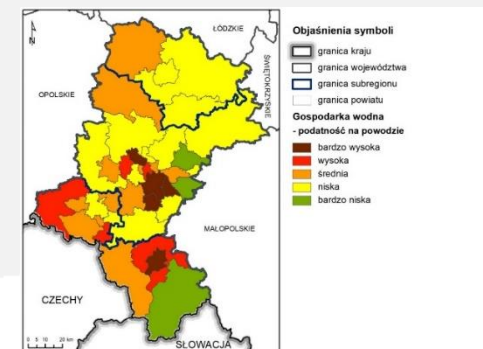 N
ŁÓDZKIE
ŚWIĘTOKRZYSKIE
OPOLSKIE
MAŁOPOLSKIE
CZECHY
SŁOWACJA
0 5 10 20 km
Objaśnienia symboli
granica kraju
granica województwa
granica subregionu
granica powiatu
Gospodarka wodna
- podatność na powodzie
bardzo wysoka
wysoka
średnia
niska
bardzo niska